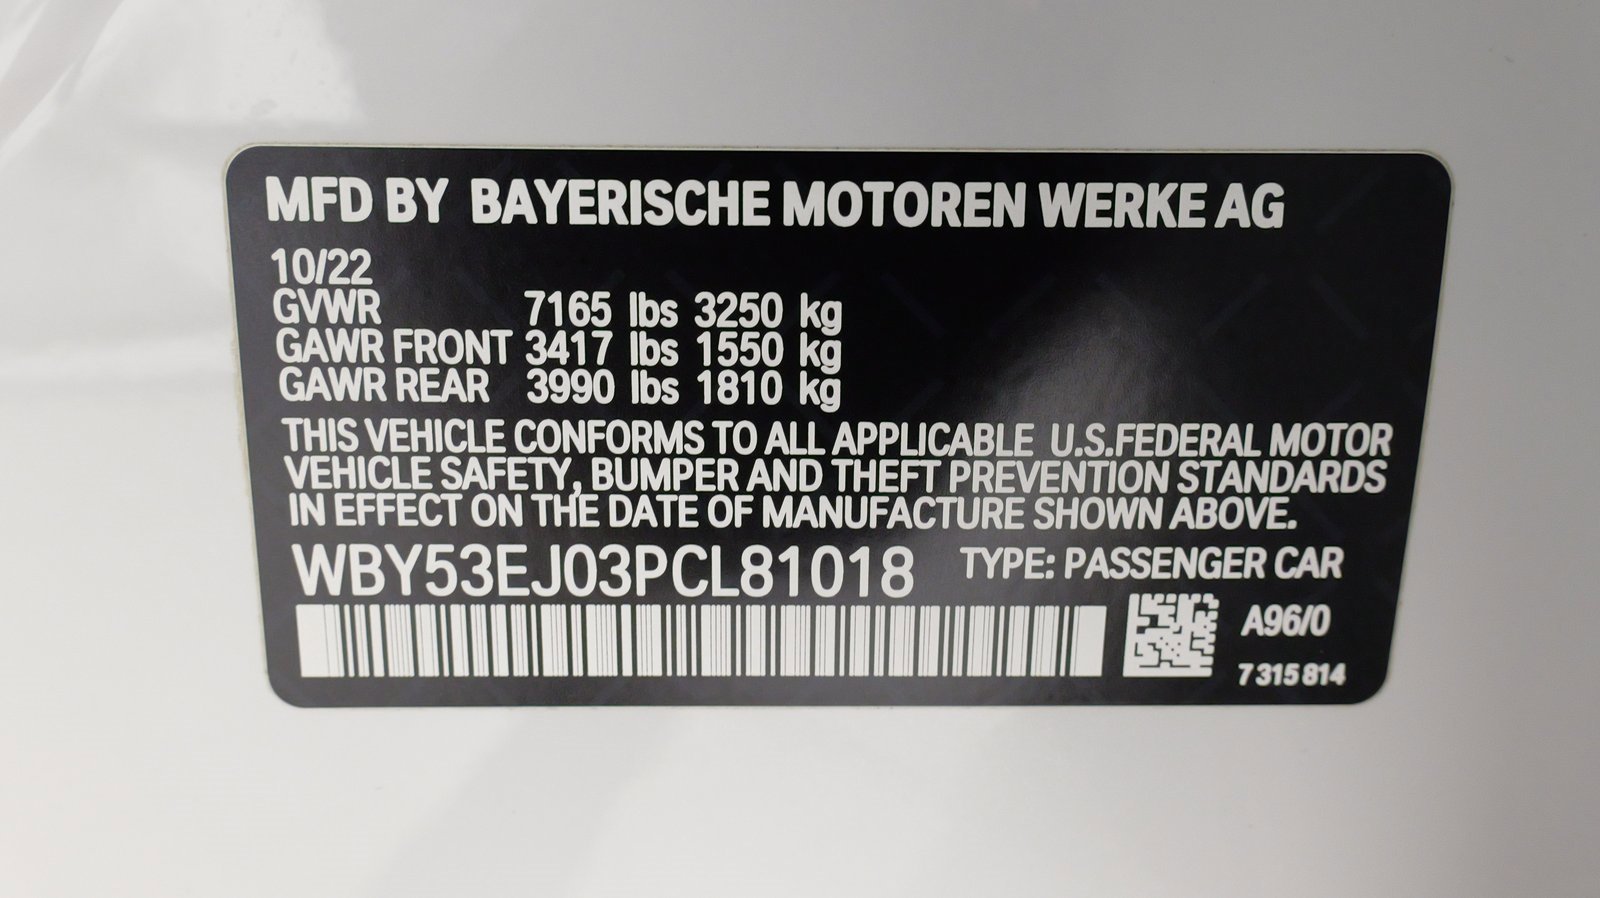 MFD BY BAYERISCHE MOTOREN WERKE AG
10/22
GVWR 7165 lbs 3250 kg
GAWR FRONT 3417 lbs 1550 kg
GAWR REAR 3990 lbs 1810 kg
THIS VEHICLE CONFORMS TO ALL APPLICABLE U.S.FEDERAL MOTOR
VEHICLE SAFETY, BUMPER AND THEFT PREVENTION STANDARDS
IN EFFECT ON THE DATE OF MANUFACTURE SHOWN ABOVE.
WBY53EJ03PCL81018 TYPE: PASSENGER CAR
A96/0
7 315 814